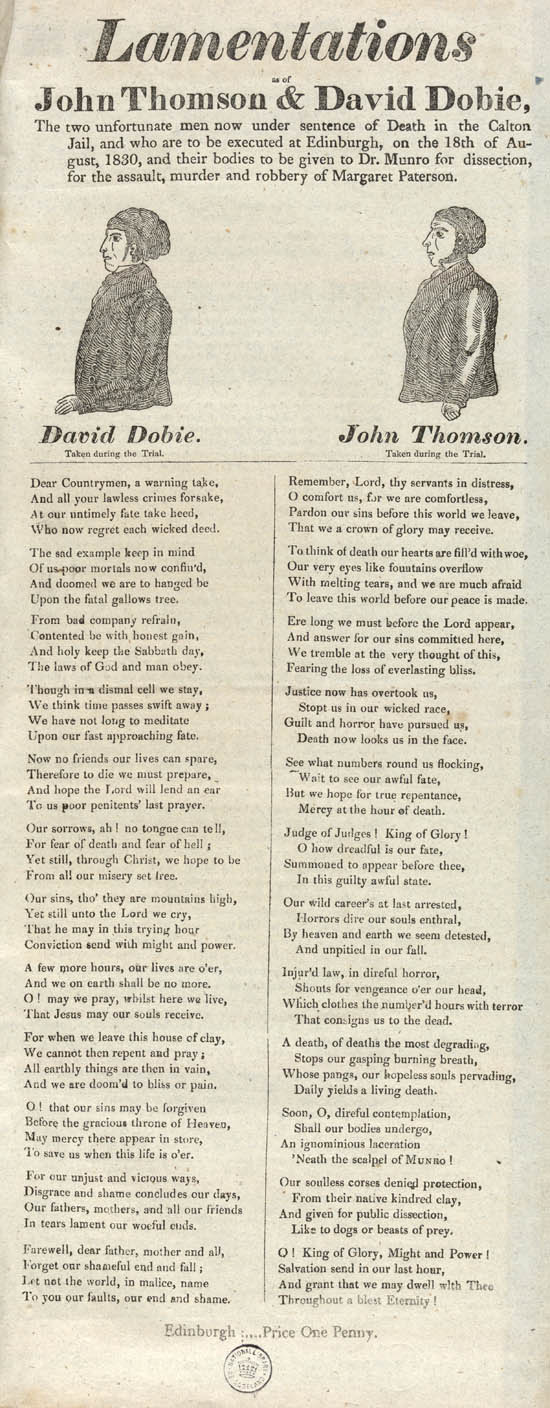 Lamentations
as of
John Thomson & David Dobie,
The two unfortunate men now under sentence of Death in the Calton
Jail, and who are to be executed at Edinburgh, on the 18th of Au-
gust, 1830, and their bodies to be given to Dr. Munro for dissection,
for the assault, murder and robbery of Margaret Paterson.
David Dobie.
Taken during the Trial.
John Thomson.
Taken during the Trial.
Dear Countrymen, a warning take,
And all your lawless crimes forsake,
At our untimely fate take heed,
Who now regret each wicked deed.
The sad example keep in mind
Of us poor mortals now confin'd,
And doomed we are to hanged be
Upon the fatal gallows tree.
From bad company refrain,
Contented be with honest gain,
And holy keep the Sabbath day,
The laws of God and man obey.
Though in a dismal cell we stay,
We think time passes swift away;
We have not long to meditate
Upon our fast approaching fate.
Now no friends our lives can spare,
Therefore to die we must prepare,
And hope the Lord will lend an ear
To us poor penitents' last prayer.
Our sorrows, ah! no tongue can tell,
For fear of death and fear of hell;
Yet still, through Christ, we hope to be
From all our misery set free.
Our sins, tho' they are mountains high,
Yet still unto the Lord we cry,
That he may in this trying hour
Conviction send with might and power.
A few more hours, our lives are o'er,
And we on earth shall be no more.
O! may we pray, whilst here we live,
That Jesus may our souls receive.
For when we leave this house of clay,
We cannot then repent and pray;
All earthly things are then in vain,
And we are doom'd to bliss or pain.
O! that our sins may be forgiven
Before the gracious throne of Heaven,
May mercy there appear in store,
To save us when this life is o'er.
For our unjust and vicious ways,
Disgrace and shame concludes our days,
Our fathers, mothers, and all our friends
In tears lament our woeful ends.
Farewell, dear father, mother and all,
Forget our shameful end and fall;
Let not the world, in malice, name
To you our faults, our end and shame.
Remember, Lord, thy servants in distress,
O comfort us, for we are comfortless,
Pardon our sins before this world we leave,
That we a crown of glory may receive.
To think of death our hearts are fill'd with woe,
Our very eyes like fountains overflow
With melting tears, and we are much afraid
To leave this world before our peace is made.
Ere long we must before the Lord appear,
And answer for our sins committed here,
We tremble at the very thought of this,
Fearing the loss of everlasting bliss.
Justice now has overtook us,
Stopt us in our wicked race,
Guilt and horror have pursued us,
Death now looks us in the face.
See what numbers round us flocking,
Wait to see our awful fate,
But we hope for true repentance,
Mercy at the hour of death.
Judge of Judges! King of Glory!
O how dreadful is our fate,
Summoned to appear before thee,
In this guilty awful state.
Our wild career's at last arrested,
Horrors dire our souls enthral,
By heaven and earth we seem detested,
And unpitied in our fall.
Injur'd law, in direful horror,
Shouts for vengeance o'er our head,
Which clothes the number'd hours with terror
That consigns us to the dead.
A death, of deaths the most degrading,
Stops our gasping burning breath,
Whose pangs, our hopeless souls pervading,
Daily yields a living death.
Soon, O, direful contemplation,
Shall our bodies undergo,
An ignominious laceration
'Neath the scalpel of MUNRO!
Our soulless corses denied protection,
From their native kindred clay,
And given for public dissection,
Like to dogs or beasts of prey.
O! King of Glory, Might and Power!
Salvation send in our last hour,
And grant that we may dwell with Thee
Throughout a blest Eternity!
Edinburgh:....Price One Penny.
NATIONAL LIBRARY
OF SCOTLAND